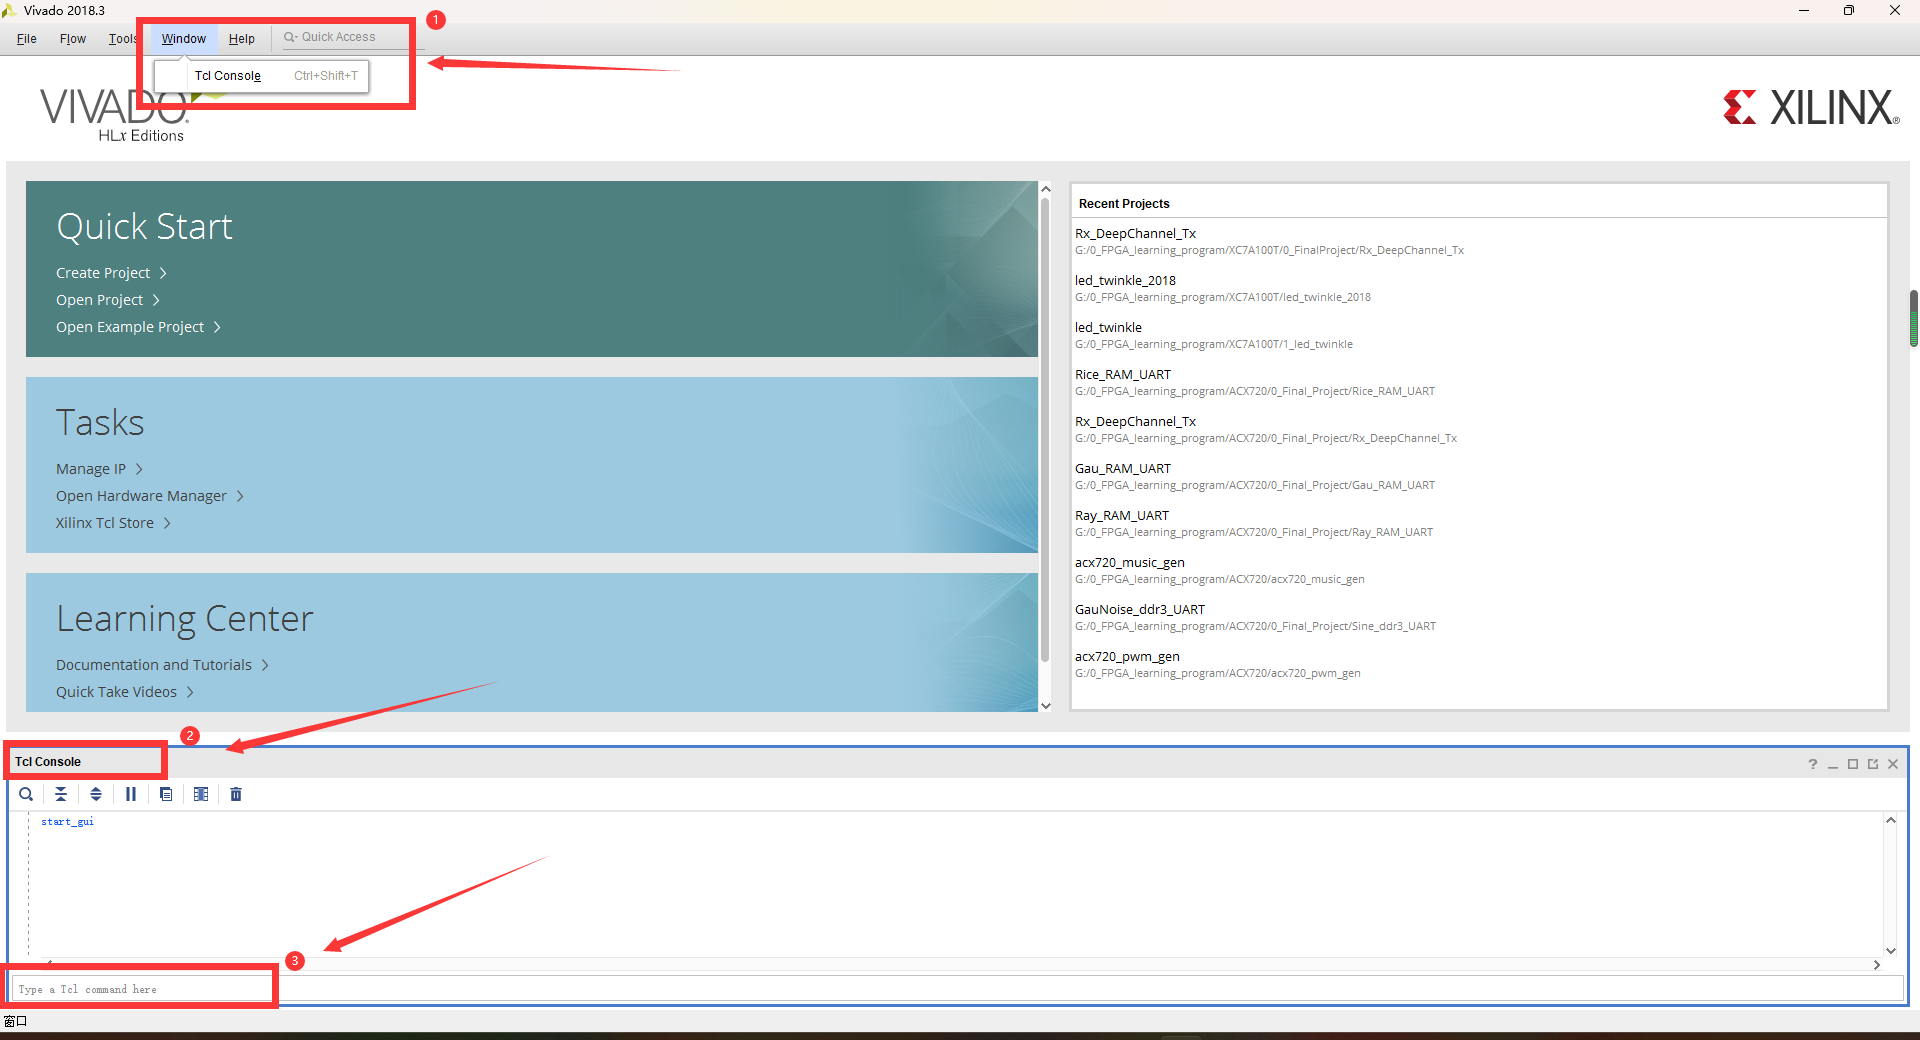 Vivado 2018.3
File Flow Tools Window Help Quick Access
1
Tcl Console Ctrl+Shift+T
VIVADO
HLx Editions
XILINX®
Quick Start
Create Project
Open Project
Open Example Project
Tasks
Manage IP
Open Hardware Manager
Xilinx Tcl Store
Learning Center
Documentation and Tutorials
Quick Take Videos
Recent Projects
Rx_DeepChannel_Tx
G:/0_FPGA_learning_program/XC7A100T/0_FinalProject/Rx_DeepChannel_Tx
led_twinkle_2018
G:/0_FPGA_learning_program/XC7A100T/led_twinkle_2018
led_twinkle
G:/0_FPGA_learning_program/XC7A100T/1_led_twinkle
Rice_RAM_UART
G:/0_FPGA_learning_program/ACX720/0_Final_Project/Rice_RAM_UART
Rx_DeepChannel_Tx
G:/0_FPGA_learning_program/ACX720/0_Final_Project/Rx_DeepChannel_Tx
Gau_RAM_UART
G:/0_FPGA_learning_program/ACX720/0_Final_Project/Gau_RAM_UART
Ray_RAM_UART
G:/0_FPGA_learning_program/ACX720/0_Final_Project/Ray_RAM_UART
acx720_music_gen
G:/0_FPGA_learning_program/ACX720/acx720_music_gen
GauNoise_ddr3_UART
G:/0_FPGA_learning_program/ACX720/0_Final_Project/Sine_ddr3_UART
acx720_pwm_gen
G:/0_FPGA_learning_program/ACX720/acx720_pwm_gen
2
Tcl Console
start_gui
3
Type a Tcl command here
窗口